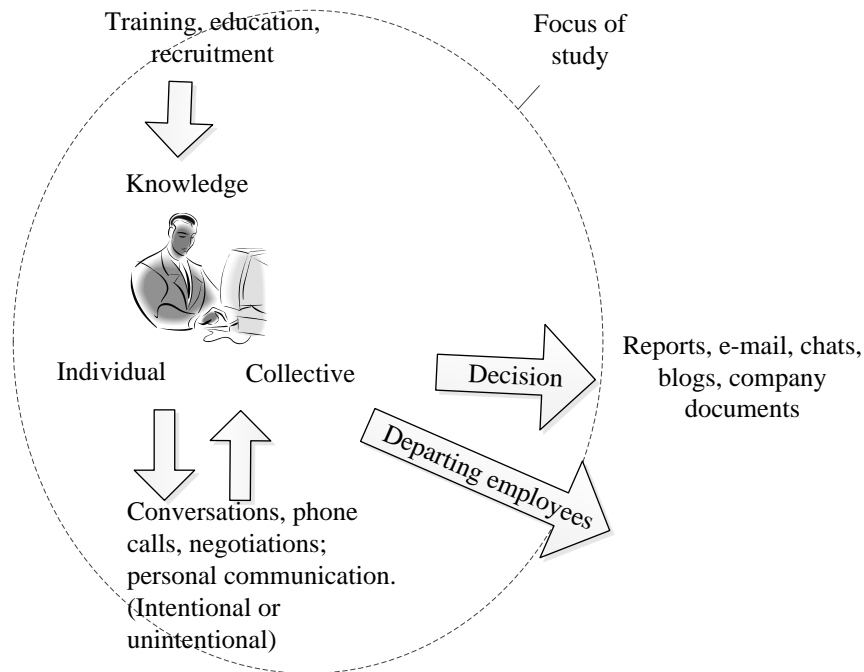 Training, education,
recruitment
Focus of
study
Knowledge
Individual
Collective
Decision
Reports, e-mail, chats,
blogs, company
documents
Departing employees
Conversations, phone
calls, negotiations;
personal communication.
(Intentional or
unintentional)